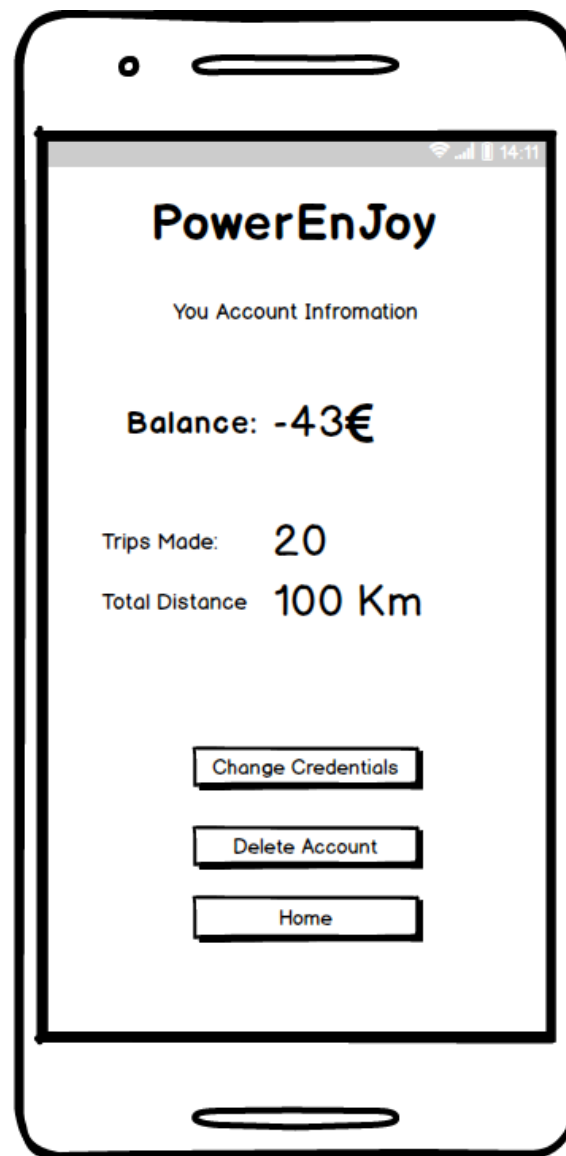 14:11
PowerEnJoy
You Account Infromation
Balance: -43€
Trips Made: 20
Total Distance 100 Km
Change Credentials
Delete Account
Home